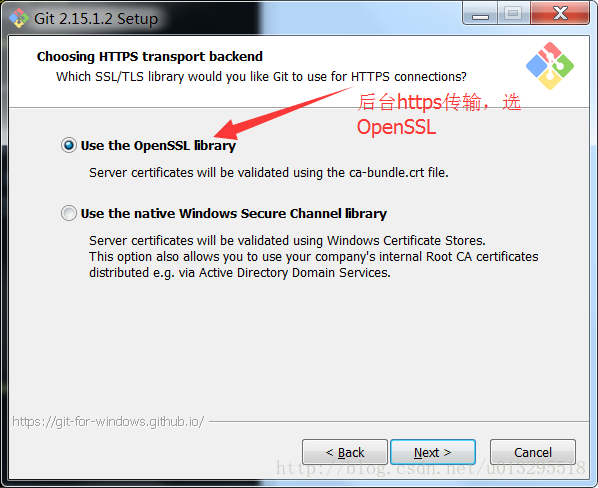 Git 2.15.1.2 Setup
Choosing HTTPS transport backend
Which SSL/TLS library would you like Git to use for HTTPS connections?
后台https传输，选
OpenSSL
Use the OpenSSL library
Server certificates will be validated using the ca-bundle.crt file.
Use the native Windows Secure Channel library
Server certificates will be validated using Windows Certificate Stores.
This option also allows you to use your company's internal Root CA certificates
distributed e.g. via Active Directory Domain Services.
https://git-for-windows.github.io/
< Back
Next >
Cancel
http://blog.csdn.net/u013295518